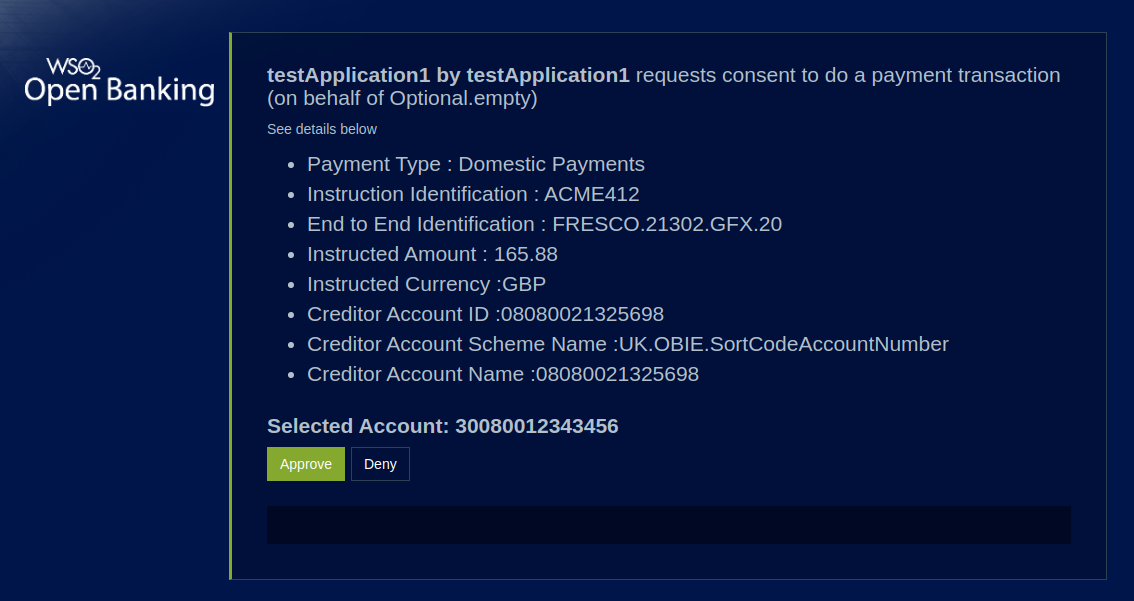 WSO2
Open Banking
testApplication1 by testApplication1 requests consent to do a payment transaction
(on behalf of Optional.empty)
See details below
• Payment Type : Domestic Payments
• Instruction Identification : ACME412
• End to End Identification : FRESCO.21302.GFX.20
• Instructed Amount : 165.88
• Instructed Currency :GBP
• Creditor Account ID :08080021325698
• Creditor Account Scheme Name :UK.OBIE.SortCodeAccountNumber
• Creditor Account Name :08080021325698
Selected Account: 30080012343456
Approve Deny